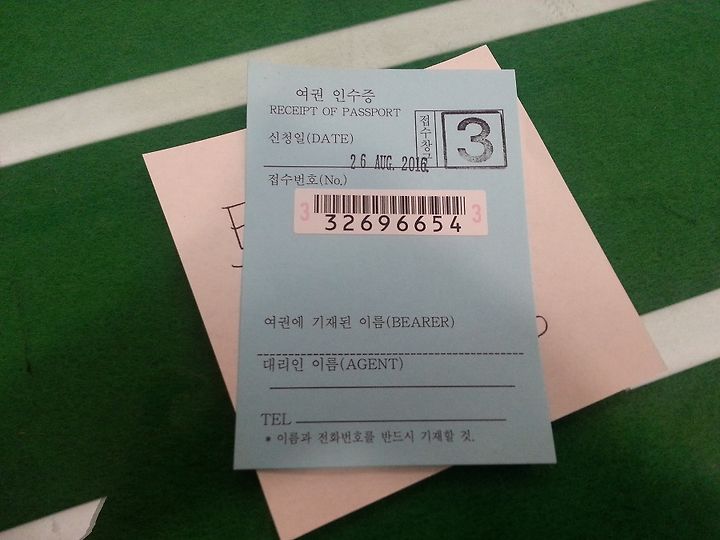 여권 인수증
RECEIPT OF PASSPORT
접수창구
3
신청일(DATE)
26 AUG. 2016
접수번호(No.)
3 3
32696654
여권에 기재된 이름(BEARER)
대리인 이름(AGENT)
TEL
* 이름과 전화번호를 반드시 기재할 것.